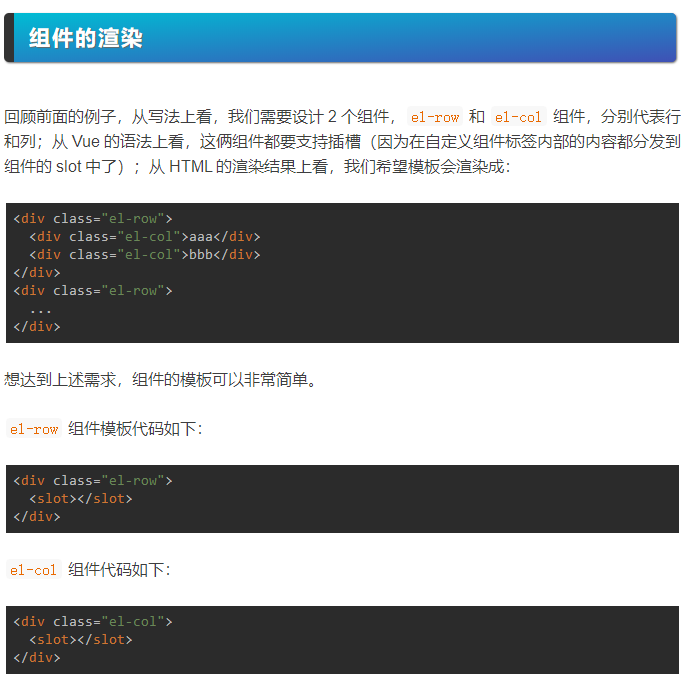 组件的渲染
回顾前面的例子，从写法上看，我们需要设计 2 个组件， el-row 和 el-col 组件，分别代表行
和列；从 Vue 的语法上看，这俩组件都要支持插槽（因为在自定义组件标签内部的内容都分发到
组件的 slot 中了）；从 HTML 的渲染结果上看，我们希望模板会渲染成：
<div class="el-row">
  <div class="el-col">aaa</div>
  <div class="el-col">bbb</div>
</div>
<div class="el-row">
  ...
</div>
想达到上述需求，组件的模板可以非常简单。
el-row 组件模板代码如下：
<div class="el-row">
  <slot></slot>
</div>
el-col 组件代码如下：
<div class="el-col">
  <slot></slot>
</div>